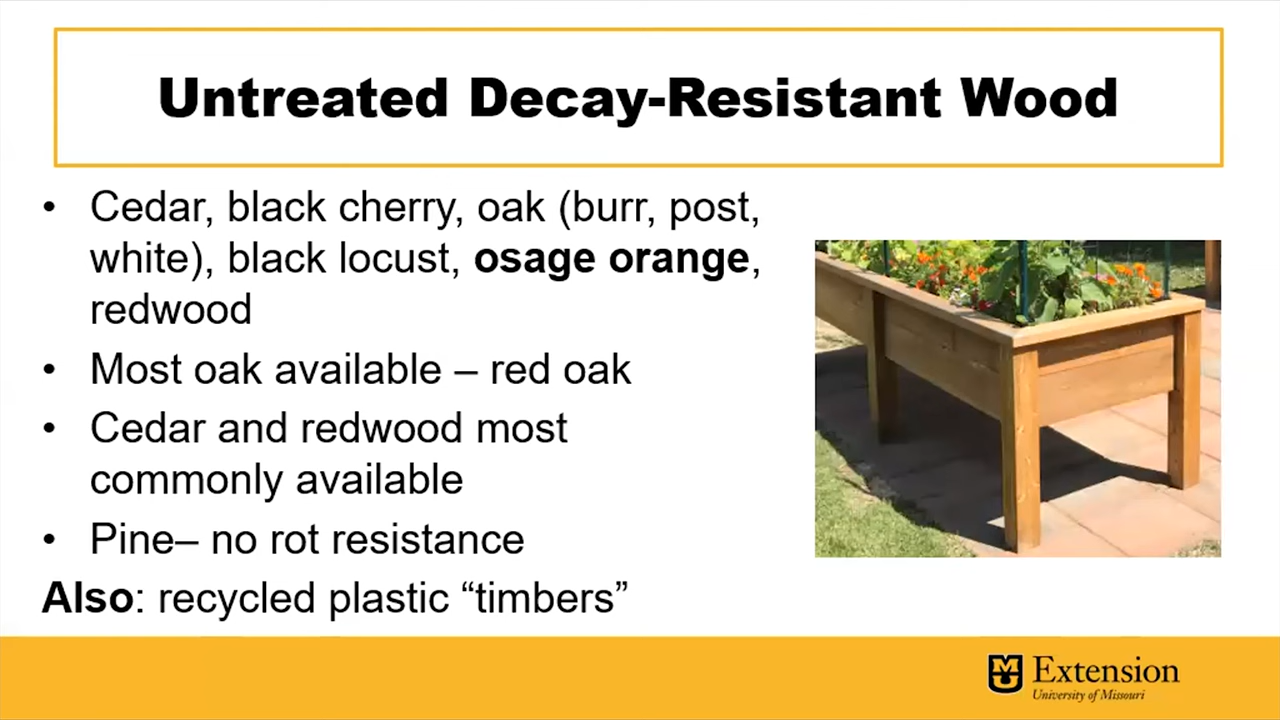 Untreated Decay-Resistant Wood
• Cedar, black cherry, oak (burr, post,
white), black locust, osage orange,
redwood
• Most oak available – red oak
• Cedar and redwood most
commonly available
• Pine– no rot resistance
Also: recycled plastic “timbers”
MU
Extension
University of Missouri